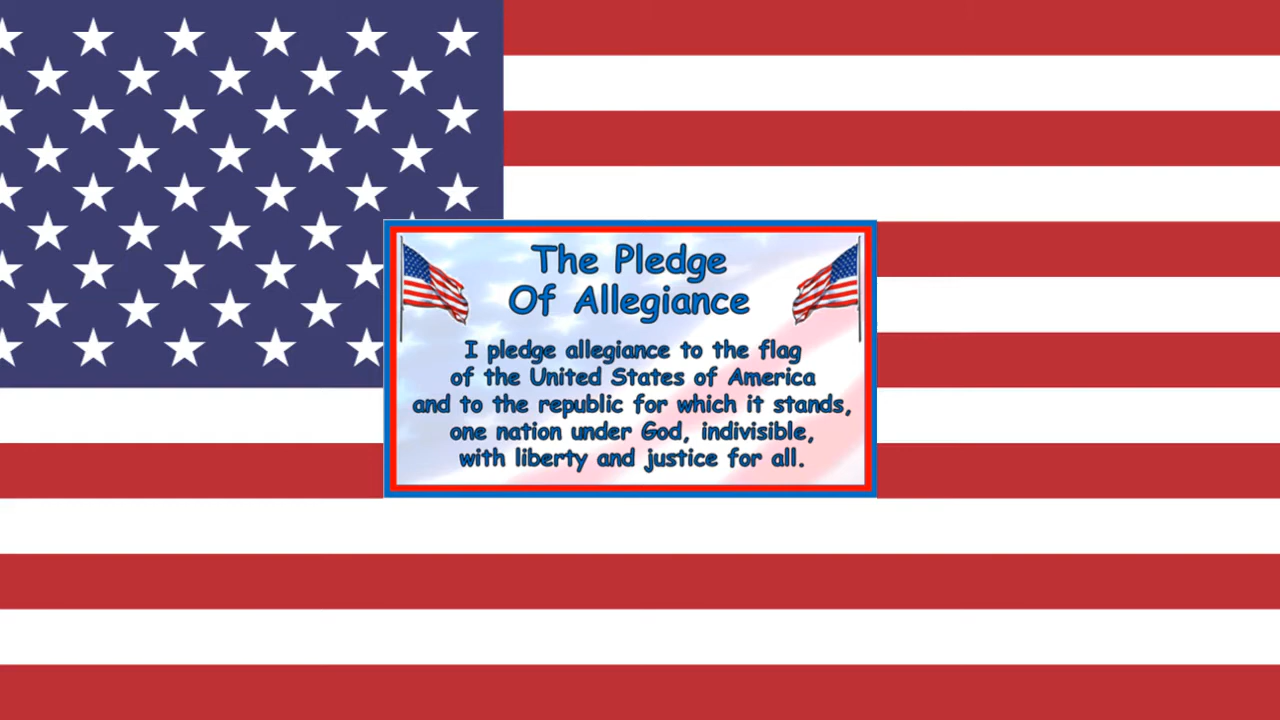 The Pledge
Of Allegiance
I pledge allegiance to the flag
of the United States of America
and to the republic for which it stands,
one nation under God, indivisible,
with liberty and justice for all.